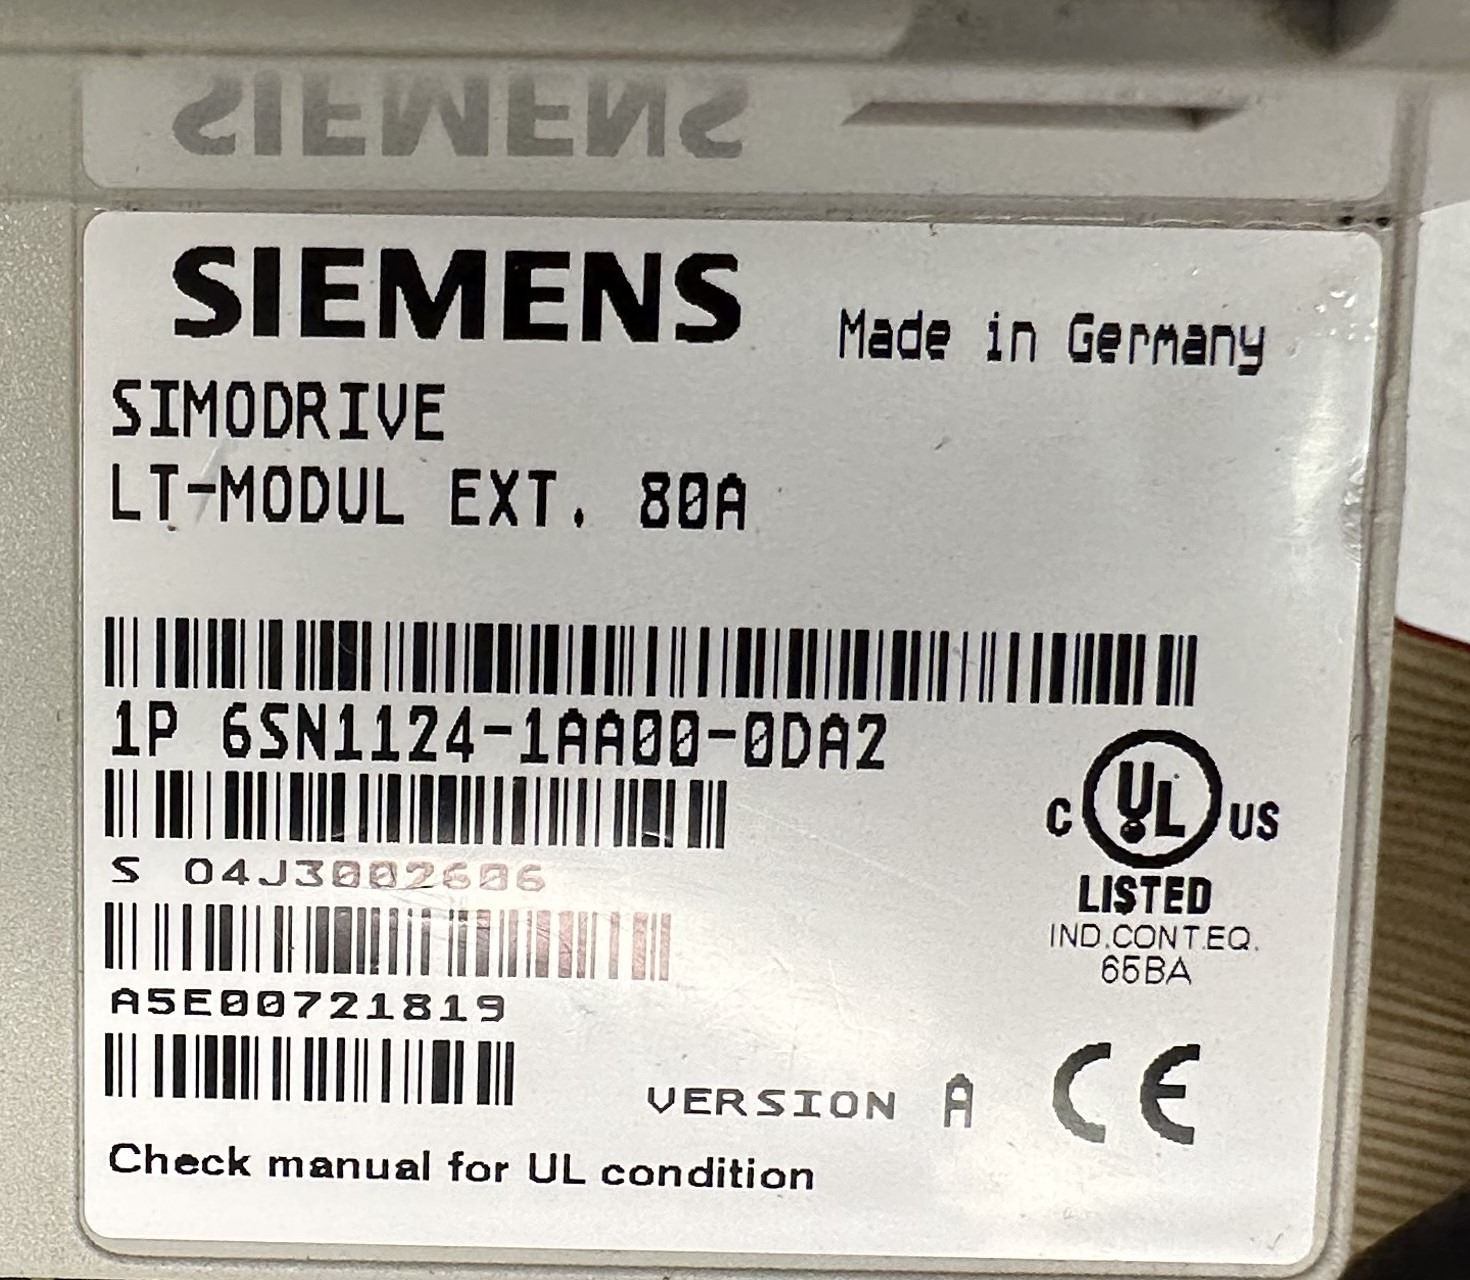 SIEMENS
SIEMENS
Made in Germany
SIMODRIVE
LT-MODUL EXT. 80A
1P 6SN1124-1AA00-0DA2
S 04J3002606
A5E00721819
C UL US
LISTED
IND.CONT.EQ.
65BA
VERSION A
CE
Check manual for UL condition